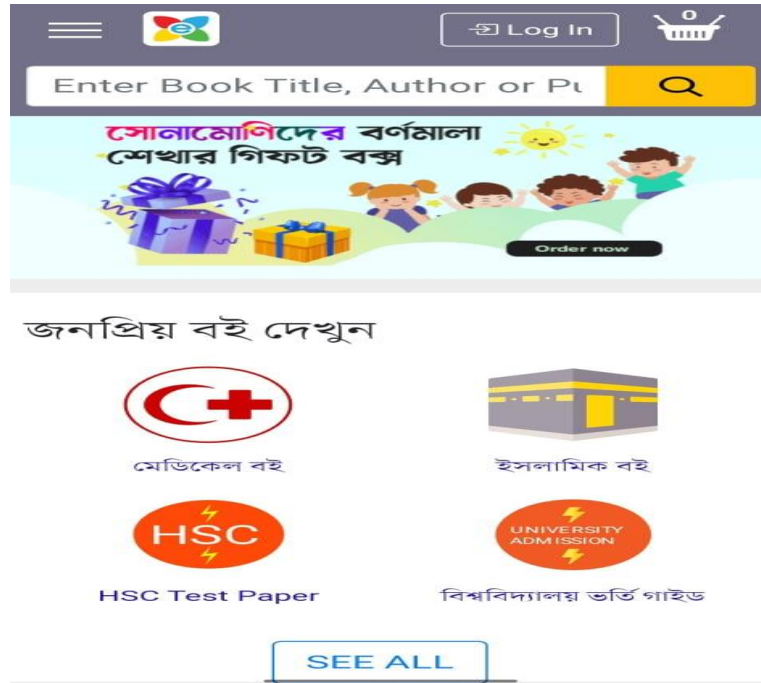 Log In
0
Enter Book Title, Author or Pu
সোনামোণিদের বর্ণমালা
শেখার গিফট বক্স
Order now
জনপ্রিয় বই দেখুন
মেডিকেল বই
ইসলামিক বই
HSC
UNIVERSITY
ADMISSION
HSC Test Paper
বিশ্ববিদ্যালয় ভর্তি গাইড
SEE ALL